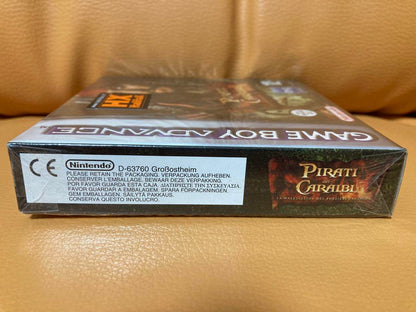 HX
GAME BOY ADVANCE
Nintendo
D-63760 Großostheim
PLEASE RETAIN THE PACKAGING. VERPACKUNG AUFHEBEN.
CONSERVER L'EMBALLAGE. BEWAAR DEZE VERPAKKING.
POR FAVOR GUARDA ESTA CAJA. ΔΙΑΤΗΡΗΣΤΕ ΤΗΝ ΣΥΣΚΕΥΑΣΙΑ.
FAVOR GUARDAR A EMBALAGEM. SPARA FÖRPACKNINGEN.
GEM EMBALLAGEN. SÄILYTÄ PAKKAUS.
CONSERVA QUESTO INVOLUCRO.
CE
PIRATI
CARAIBI